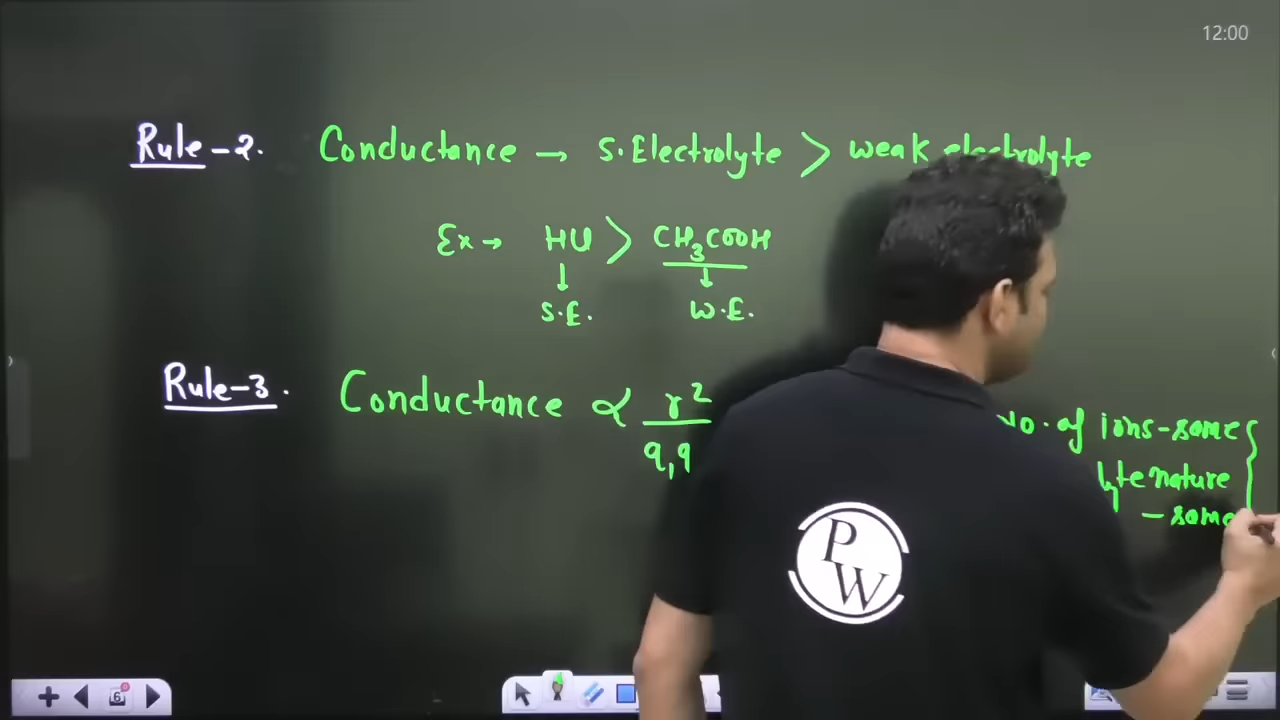 12:00
Rule-2. Conductance → S.Electrolyte > weak electrolyte
Ex → HCl > CH₃COOH
↓ ↓
S.E. W.E.
Rule-3. Conductance ∝ r²/q₁q
No. of ions-same
lyte nature
- same
PW
6